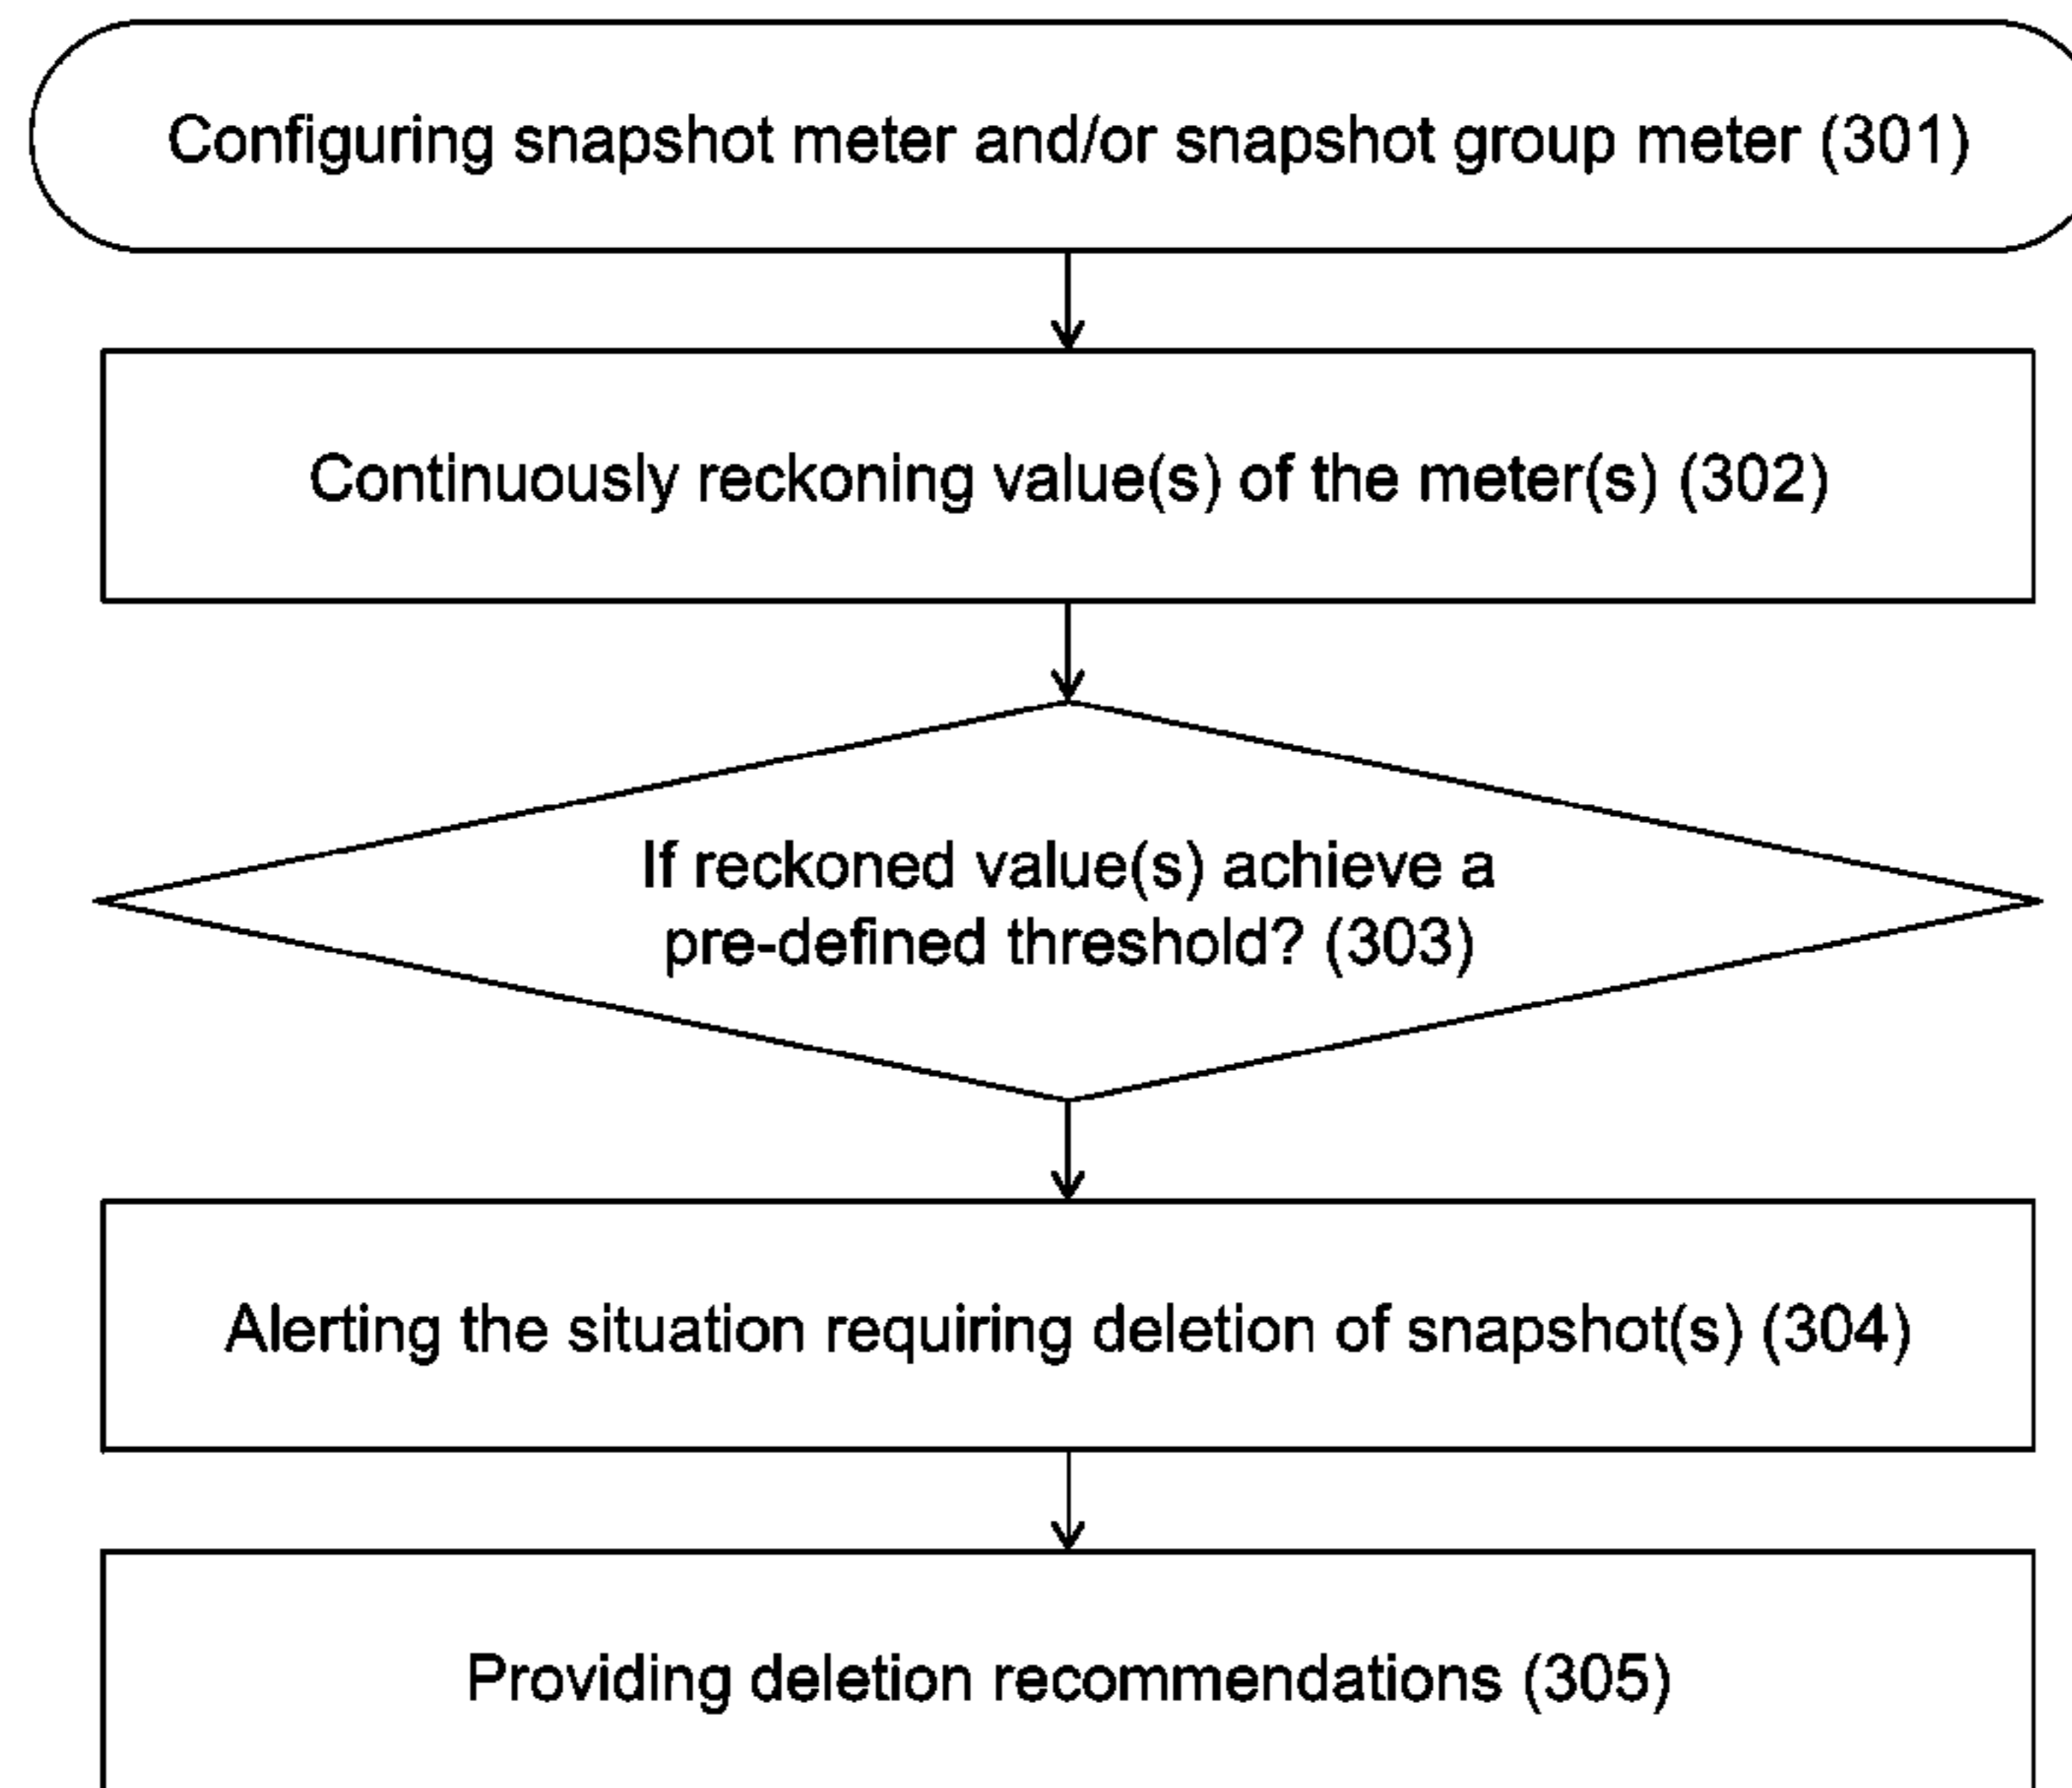 Configuring snapshot meter and/or snapshot group meter (301)
Continuously reckoning value(s) of the meter(s) (302)
If reckoned value(s) achieve a
pre-defined threshold? (303)
Alerting the situation requiring deletion of snapshot(s) (304)
Providing deletion recommendations (305)